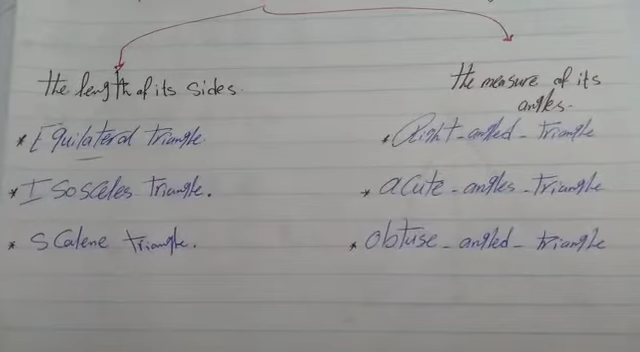 the length of its sides.
* Equilateral triangle.
* Isosceles triangle.
* Scalene triangle.
the measure of its
angles.
* Right-angled-triangle
* acute-angles-triangle
* obtuse-angled-triangle